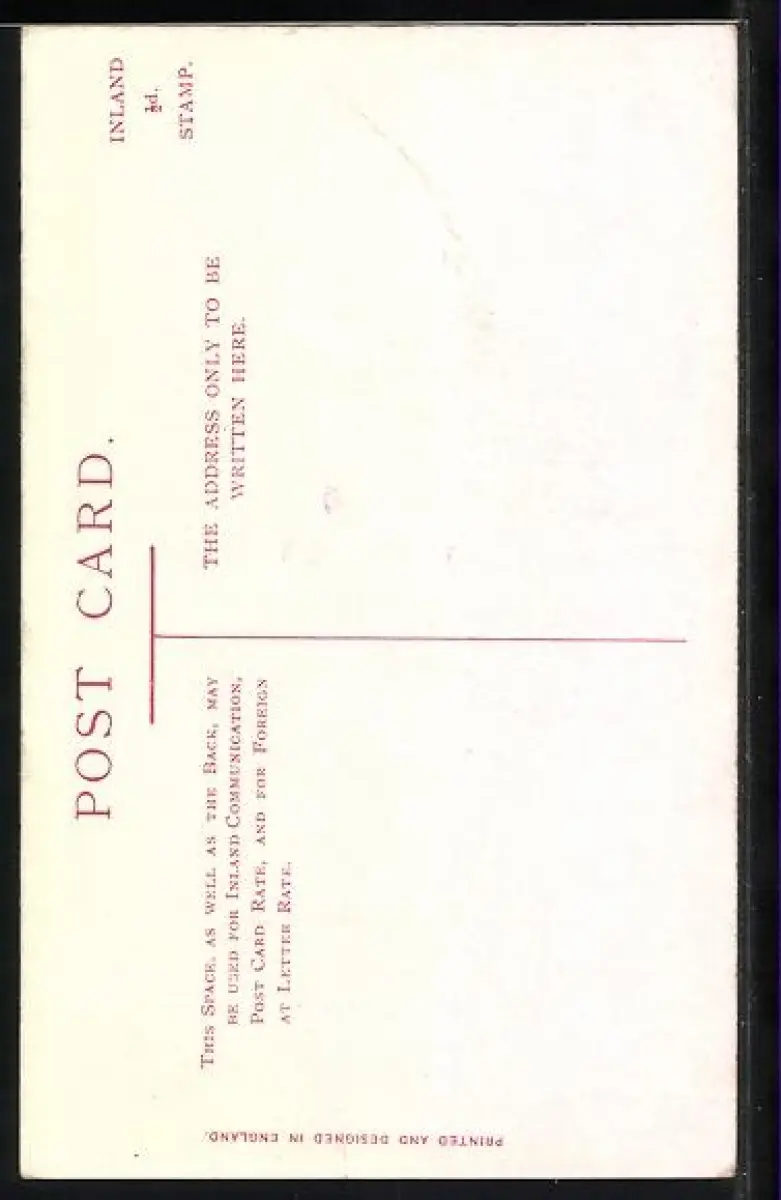 POST CARD.
INLAND
½d.
STAMP.
THIS SPACE, AS WELL AS THE BACK, MAY
BE USED FOR INLAND COMMUNICATION,
POST CARD RATE, AND FOR FOREIGN
AT LETTER RATE.
THE ADDRESS ONLY TO BE
WRITTEN HERE.
PRINTED AND DESIGNED IN ENGLAND.